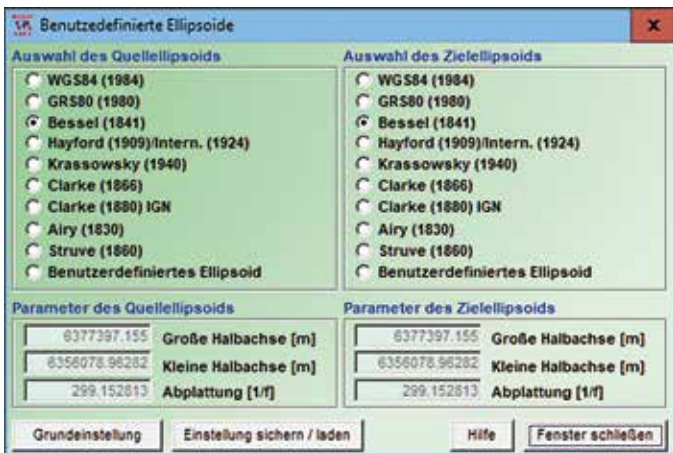 Benutzedefinierte Ellipsoide
Auswahl des Quellellipsoids
WGS84 (1984)
GRS80 (1980)
Bessel (1841)
Hayford (1909)/Intern. (1924)
Krassowsky (1940)
Clarke (1866)
Clarke (1880) IGN
Airy (1830)
Struve (1860)
Benutzerdefiniertes Ellipsoid
Auswahl des Zielellipsoids
WGS84 (1984)
GRS80 (1980)
Bessel (1841)
Hayford (1909)/Intern. (1924)
Krassowsky (1940)
Clarke (1866)
Clarke (1880) IGN
Airy (1830)
Struve (1860)
Benutzerdefiniertes Ellipsoid
Parameter des Quellellipsoids
6377397.155 Große Halbachse [m]
6356078.96282 Kleine Halbachse [m]
299.152813 Abplattung [1/f]
Parameter des Zielellipsoids
6377397.155 Große Halbachse [m]
6356078.96282 Kleine Halbachse [m]
299.152813 Abplattung [1/f]
Grundeinstellung
Einstellung sichern / laden
Hilfe
Fenster schließen